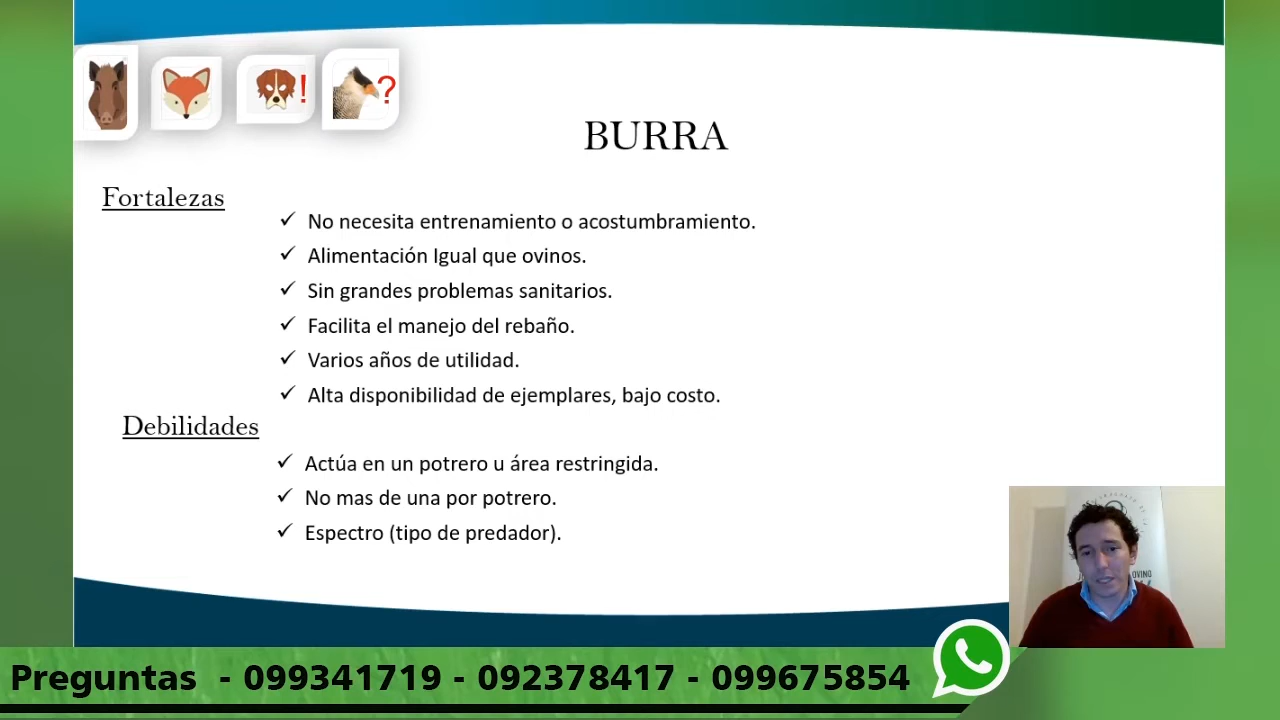 ! ?
BURRA
Fortalezas
✓ No necesita entrenamiento o acostumbramiento.
✓ Alimentación Igual que ovinos.
✓ Sin grandes problemas sanitarios.
✓ Facilita el manejo del rebaño.
✓ Varios años de utilidad.
✓ Alta disponibilidad de ejemplares, bajo costo.
Debilidades
✓ Actúa en un potrero u área restringida.
✓ No mas de una por potrero.
✓ Espectro (tipo de predador).
OVINO
Preguntas - 099341719 - 092378417 - 099675854